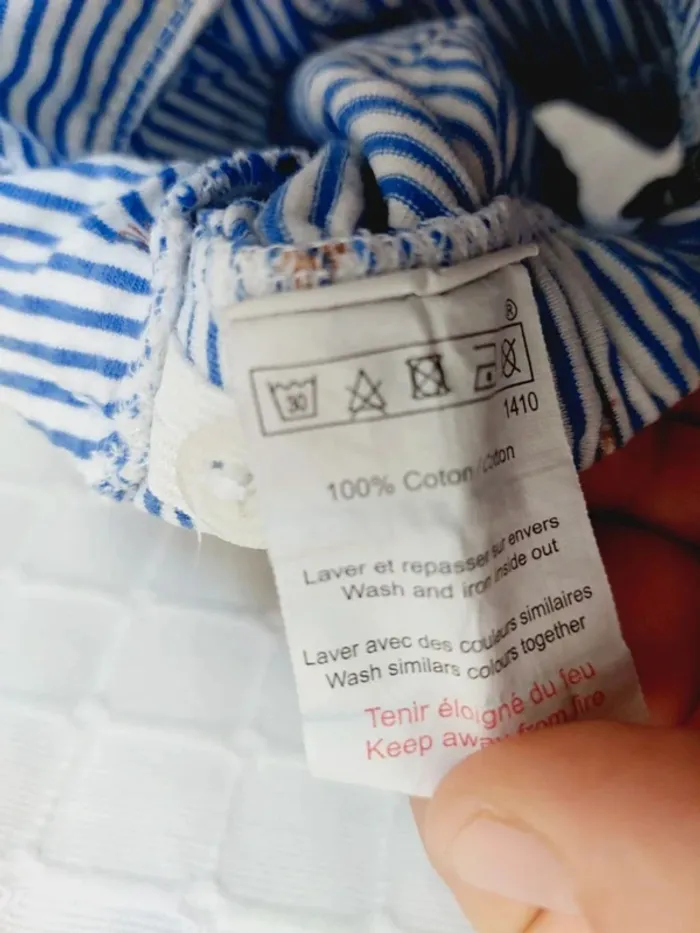 ®
30
1410
100% Coton / Cotton
Laver et repasser sur envers
Wash and iron inside out
Laver avec des couleurs similaires
Wash similars colours together
Tenir éloigné du feu
Keep away from fire